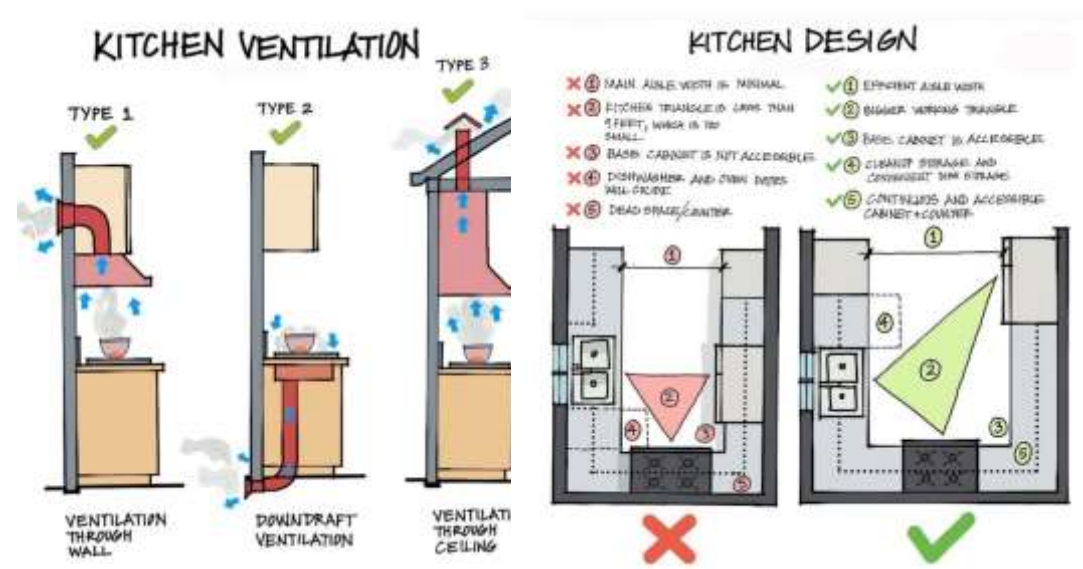 KITCHEN VENTILATION
TYPE 1
TYPE 2
TYPE 3
VENTILATION
THROUGH
WALL
DOWNDRAFT
VENTILATION
VENTILATI
THROUGH
CEILING
KITCHEN DESIGN
1 MAIN AISLE WIDTH IS MINIMAL
2 KITCHEN TRIANGLE IS LESS THAN
9 FEET, WHICH IS TOO
SMALL.
3 BASE CABINET IS NOT ACCESSIBLE
4 DISHWASHER AND OVEN DOORS
WILL COLLIDE
5 DEAD SPACE/COUNTER
1 EFFICIENT AISLE WIDTH
2 BIGGER WORKING TRIANGLE
3 BASE CABINET IS ACCESSIBLE
4 CLEANUP STORAGE AND
CONVENIENT DISH STORAGE
5 CONTINUOUS AND ACCESSIBLE
CABINET+COUNTER
1
2
4
3
5
1
4
2
3
5